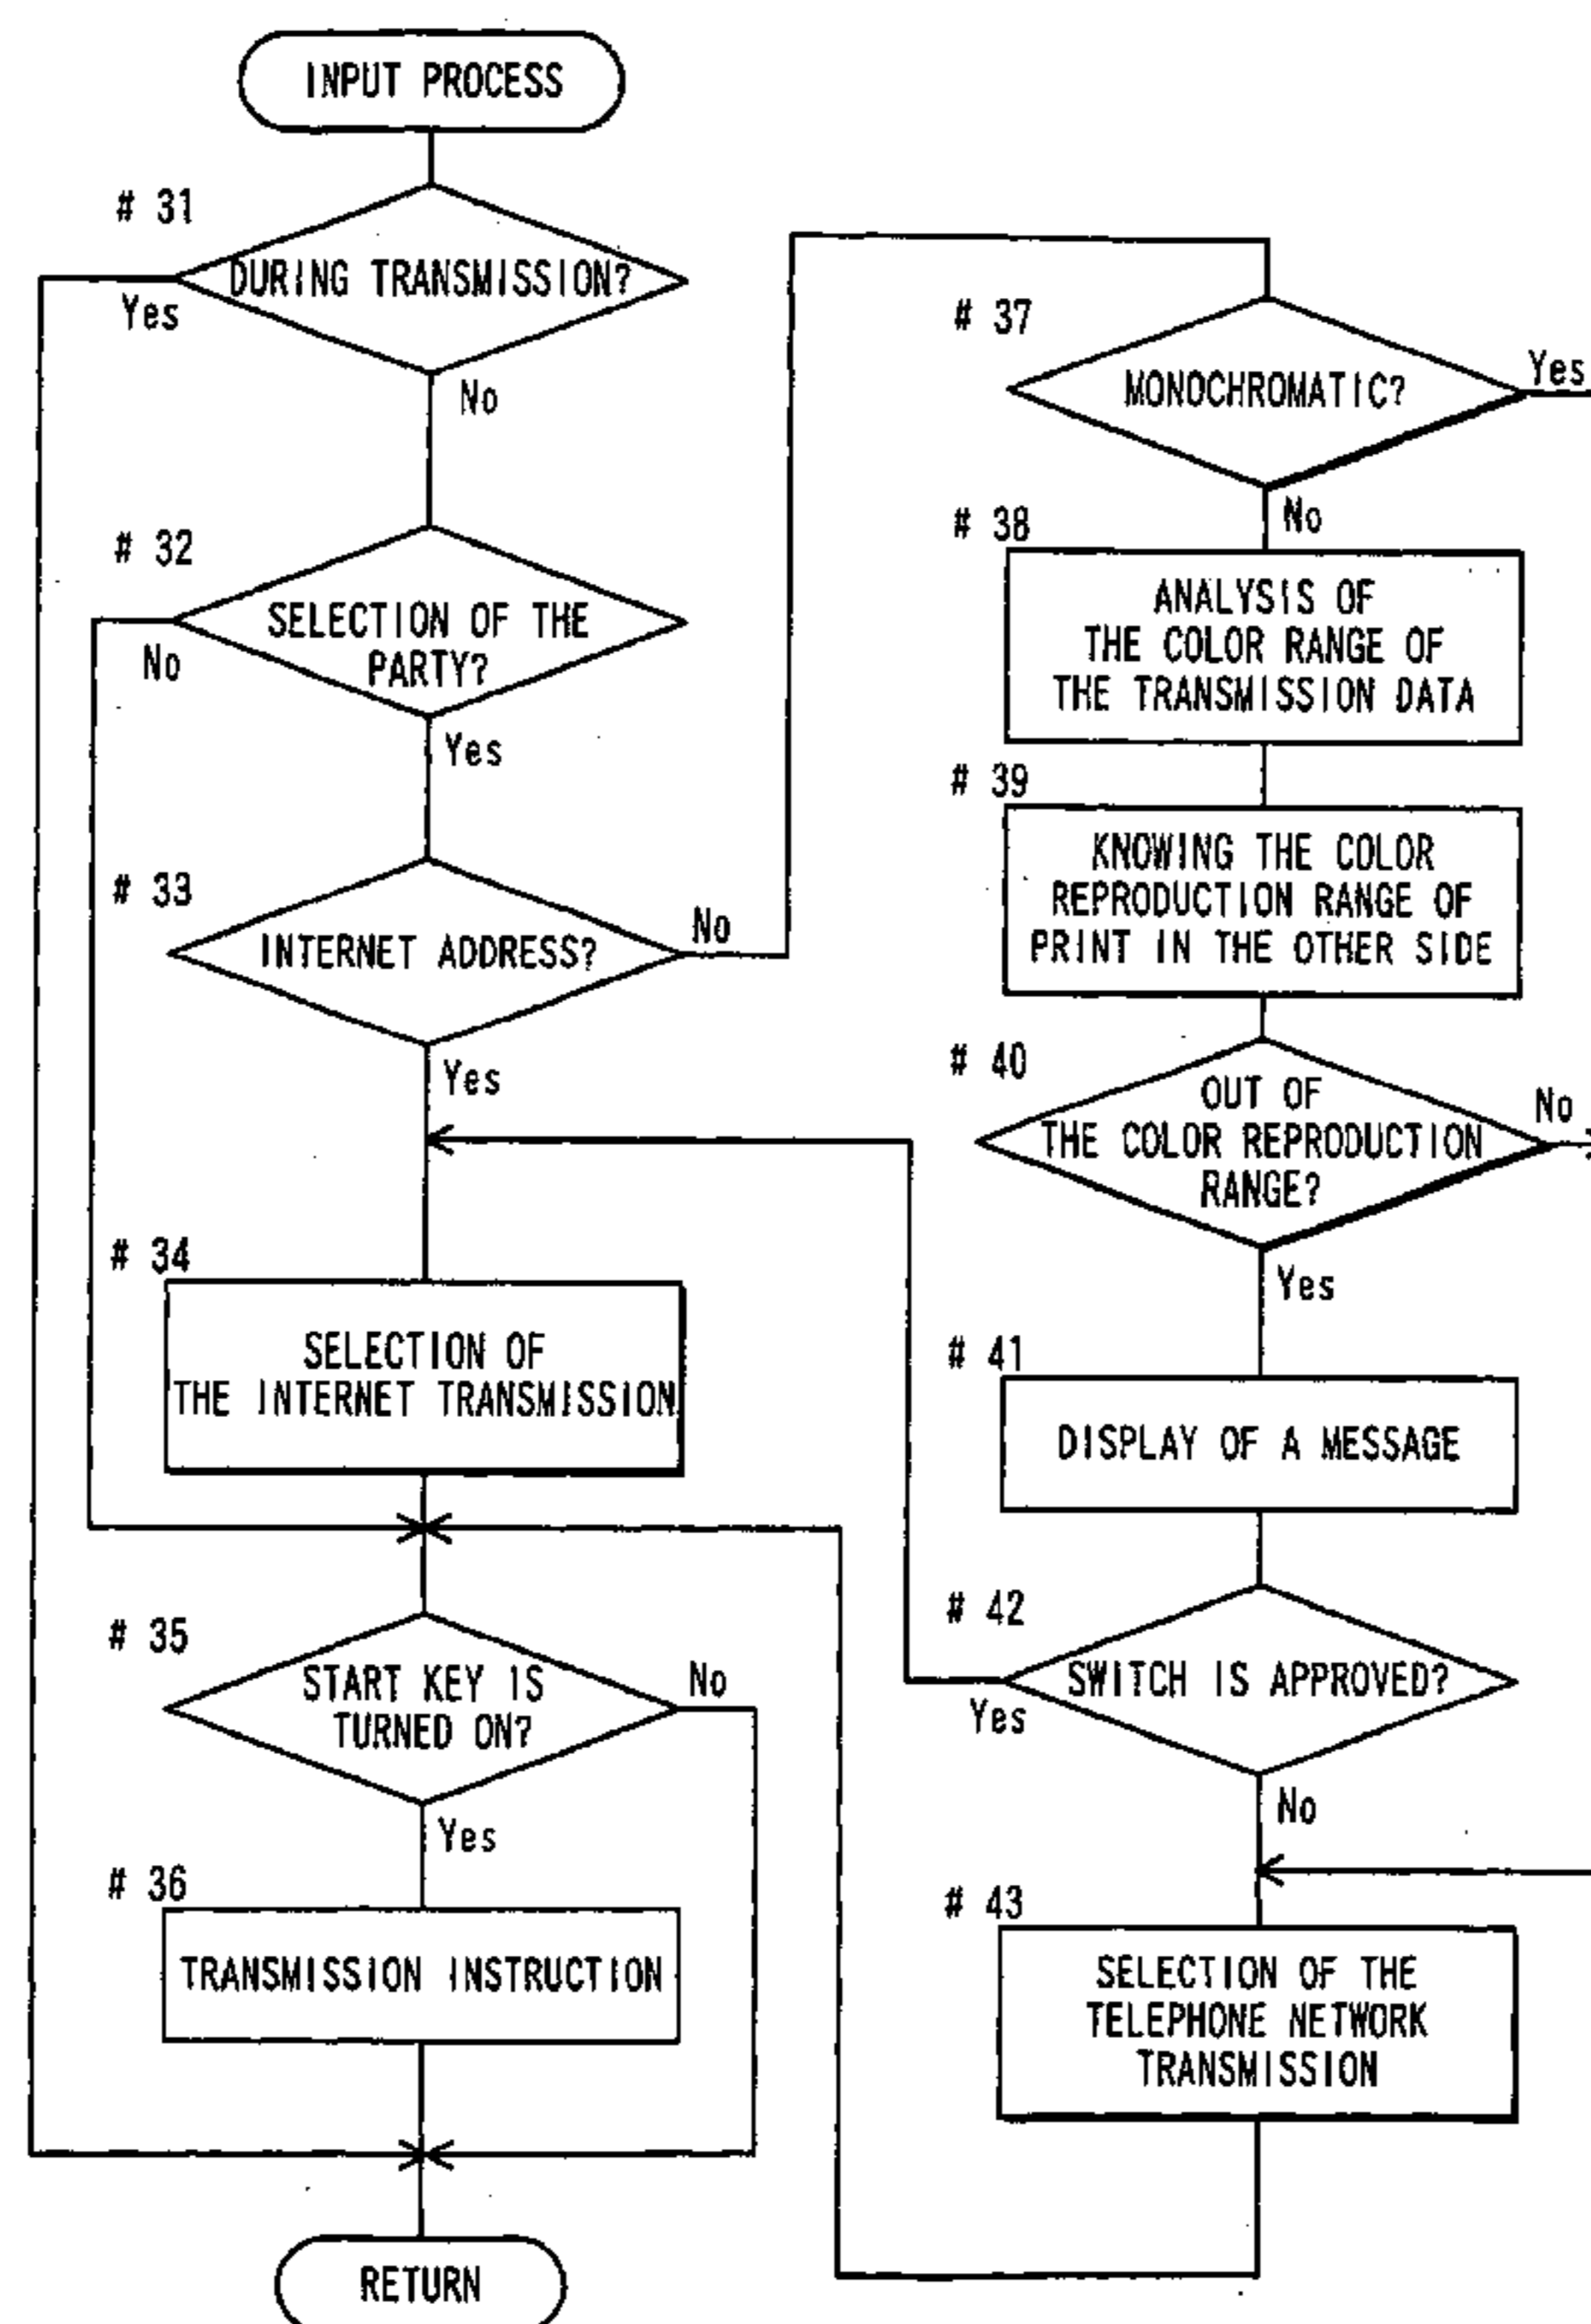 INPUT PROCESS
# 31
DURING TRANSMISSION?
Yes
No
# 32
SELECTION OF THE
PARTY?
No
Yes
# 33
INTERNET ADDRESS?
No
Yes
# 34
SELECTION OF
THE INTERNET TRANSMISSION
# 35
START KEY IS
TURNED ON?
No
Yes
# 36
TRANSMISSION INSTRUCTION
RETURN
# 37
MONOCHROMATIC?
Yes
No
# 38
ANALYSIS OF
THE COLOR RANGE OF
THE TRANSMISSION DATA
# 39
KNOWING THE COLOR
REPRODUCTION RANGE OF
PRINT IN THE OTHER SIDE
# 40
OUT OF
THE COLOR REPRODUCTION
RANGE?
No
Yes
# 41
DISPLAY OF A MESSAGE
# 42
SWITCH IS APPROVED?
Yes
No
# 43
SELECTION OF THE
TELEPHONE NETWORK
TRANSMISSION